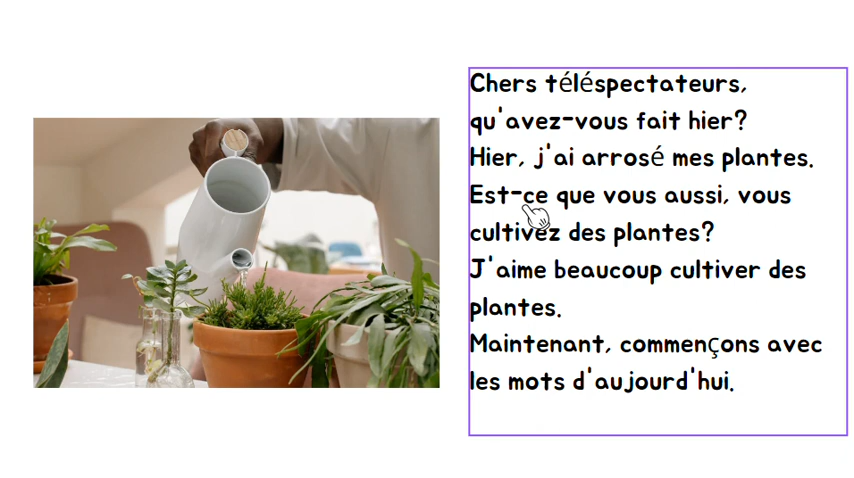 Chers téléspectateurs,
qu'avez-vous fait hier?
Hier, j'ai arrosé mes plantes.
Est-ce que vous aussi, vous
cultivez des plantes?
J'aime beaucoup cultiver des
plantes.
Maintenant, commençons avec
les mots d'aujourd'hui.